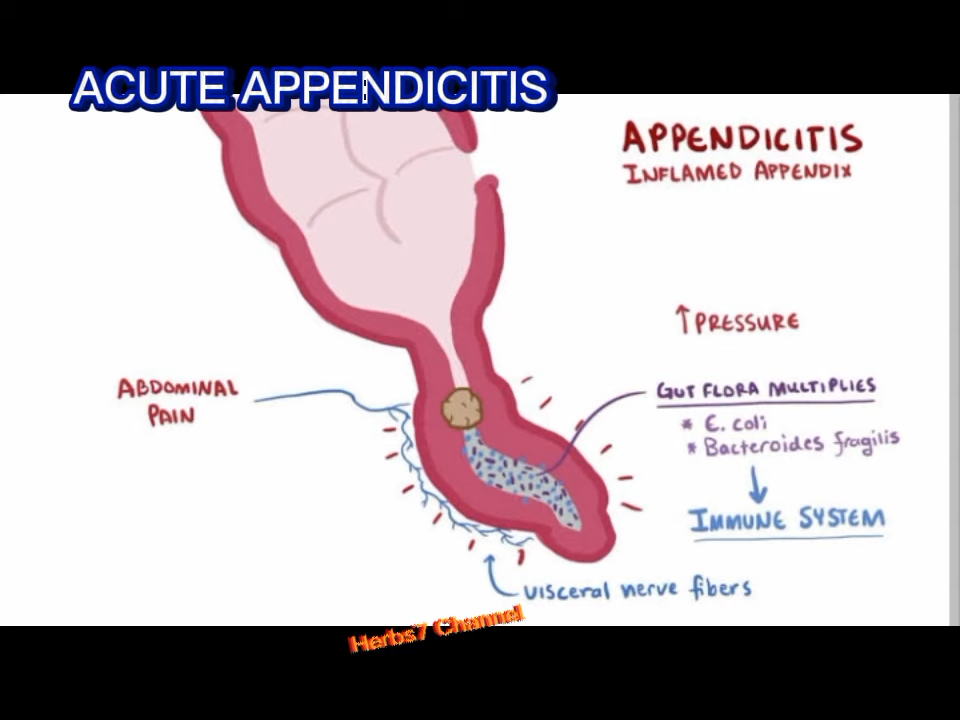 ACUTE APPENDICITIS
APPENDICITIS
INFLAMED APPENDIX
↑ PRESSURE
ABDOMINAL
PAIN
GUT FLORA MULTIPLIES
* E. coli
* Bacteroides fragilis
IMMUNE SYSTEM
visceral nerve fibers
Herbs7 Channel